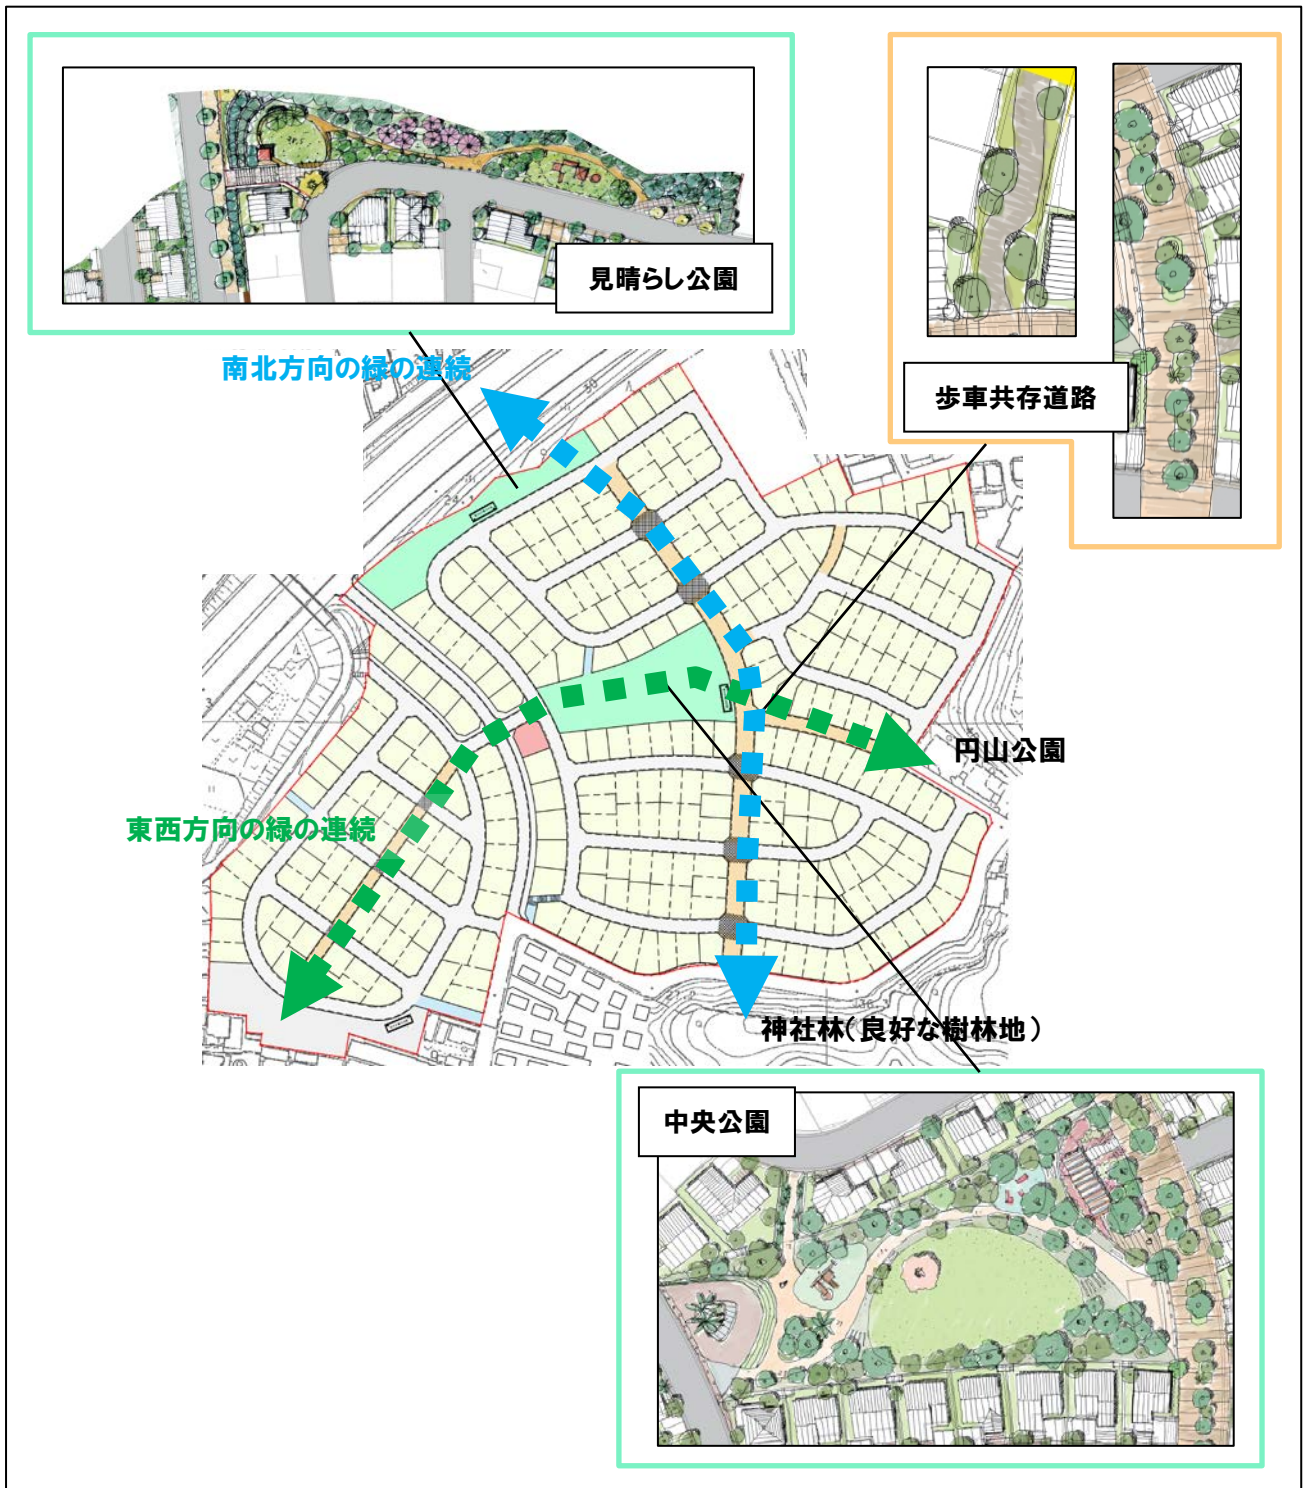 見晴らし公園
歩車共存道路
南北方向の緑の連続
円山公園
東西方向の緑の連続
神社林(良好な樹林地)
中央公園